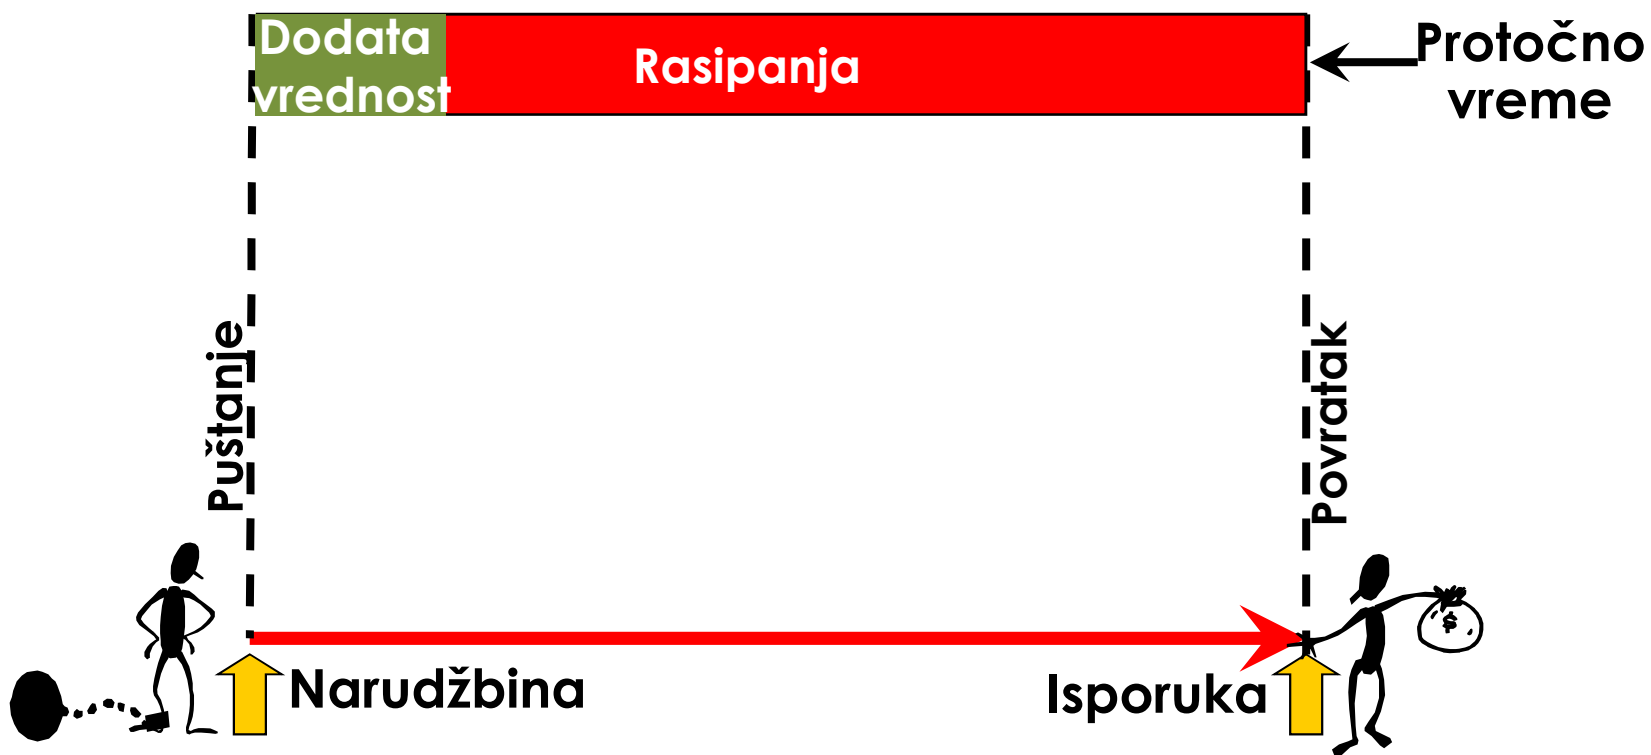 Dodata
vrednost
Rasipanja
Protočno
vreme
Puštanje
Povratak
$
Narudžbina
Isporuka